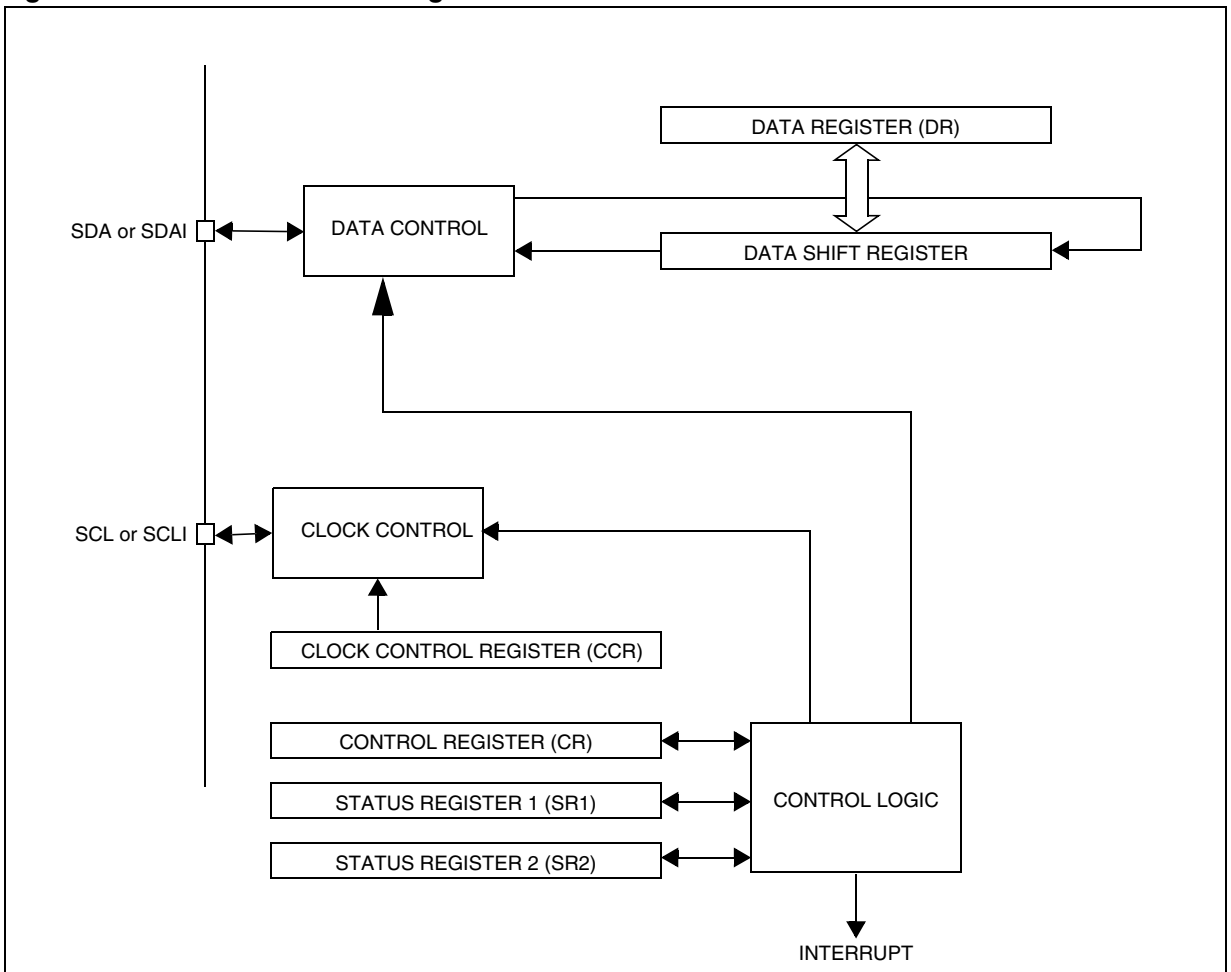 DATA REGISTER (DR)
SDA or SDAI
DATA CONTROL
DATA SHIFT REGISTER
SCL or SCLI
CLOCK CONTROL
CLOCK CONTROL REGISTER (CCR)
CONTROL REGISTER (CR)
STATUS REGISTER 1 (SR1)
CONTROL LOGIC
STATUS REGISTER 2 (SR2)
INTERRUPT